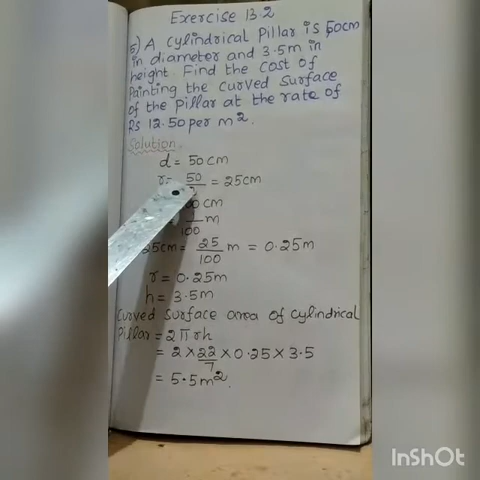 Exercise 13.2
5) A cylindrical Pillar is 50cm
in diameter and 3.5m in
height. Find the cost of
Painting the curved surface
of the pillar at the rate of
Rs 12.50 per m².
Solution.
d = 50cm
r = 50/2 = 25cm
cm
1/100 m
25cm = 25/100 m = 0.25m
r = 0.25m
h = 3.5m
Curved surface area of cylindrical
Pillar = 2πrh
= 2 × 22/7 × 0.25 × 3.5
= 5.5m².
InShOt